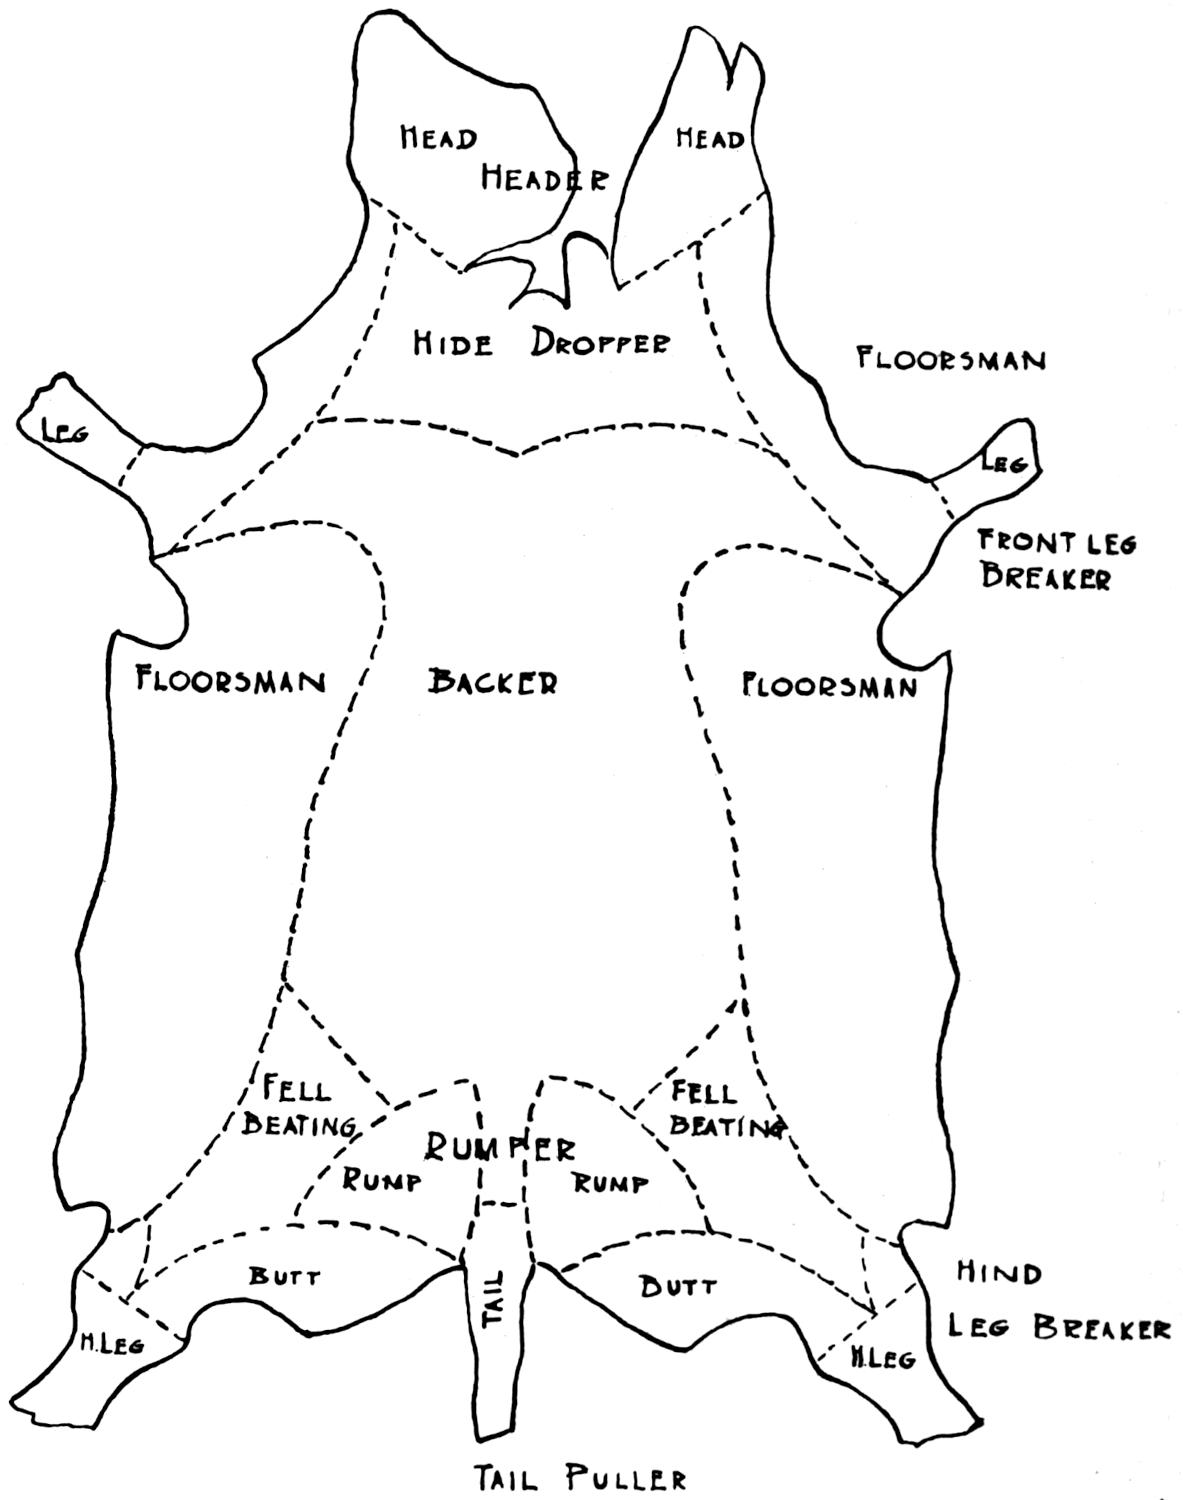 HEAD
HEAD
HEADER
HIDE DROPPER
FLOORSMAN
LEG
LEG
FRONT LEG
BREAKER
FLOORSMAN
BACKER
FLOORSMAN
FELL
BEATING
FELL
BEATING
RUMPER
RUMP
RUMP
BUTT
TAIL
BUTT
HIND
LEG BREAKER
H.LEG
H.LEG
TAIL PULLER